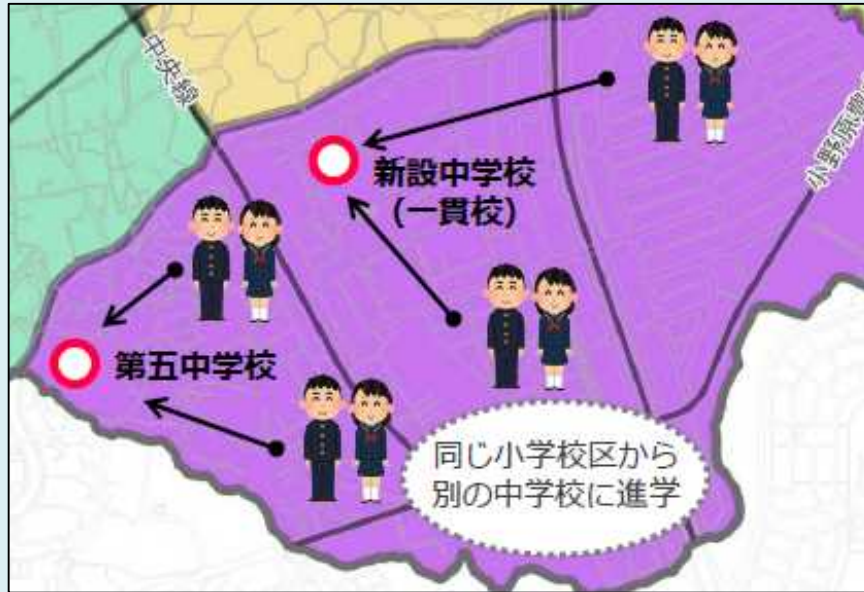 中央線
小野原豊
新設中学校
(一貫校)
第五中学校
同じ小学校区から
別の中学校に進学